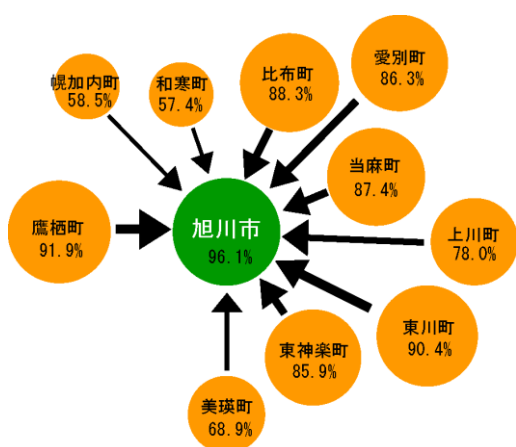 愛別町
86.3%
比布町
88.3%
和寒町
57.4%
幌加内町
58.5%
当麻町
87.4%
鷹栖町
91.9%
旭川市
96.1%
上川町
78.0%
東川町
90.4%
東神楽町
85.9%
美瑛町
68.9%